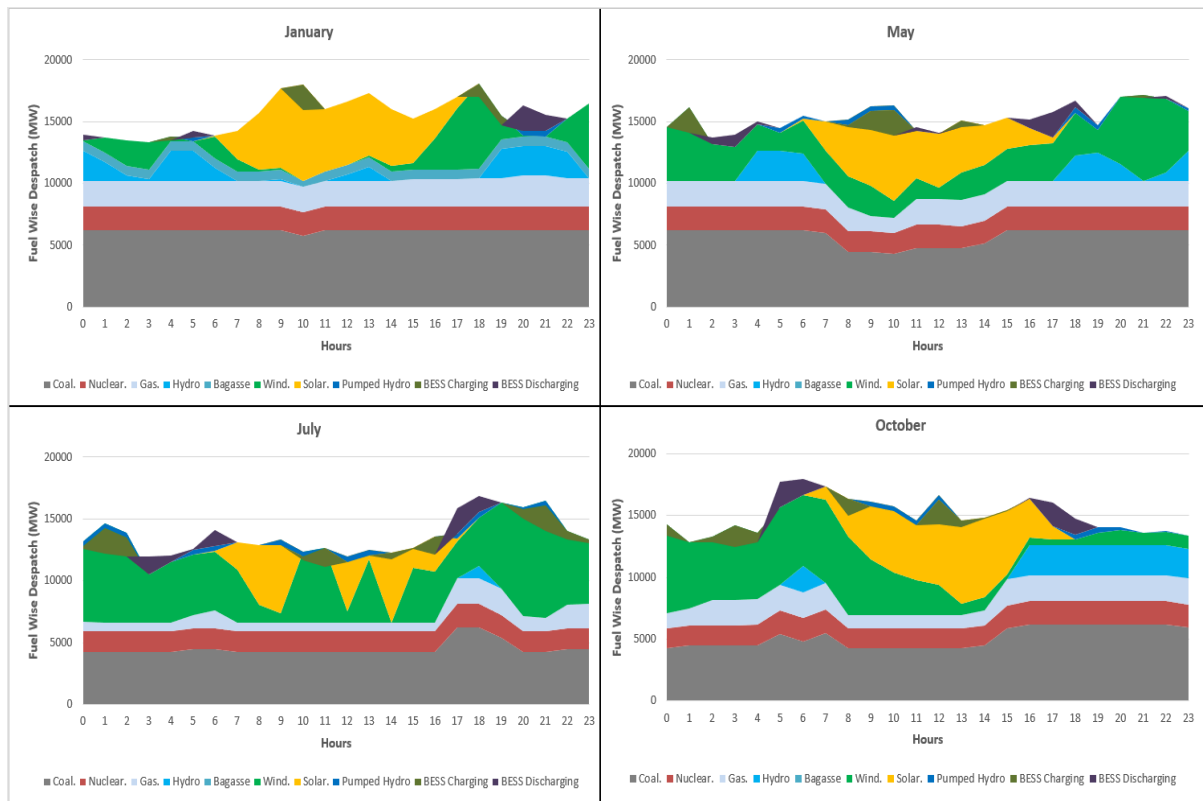 January
20000
15000
10000
5000
0
Fuel Wise Despatch (MW)
0 1 2 3 4 5 6 7 8 9 10 11 12 13 14 15 16 17 18 19 20 21 22 23
Hours
Coal. Nuclear. Gas. Hydro Bagasse Wind. Solar. Pumped Hydro BESS Charging BESS Discharging
May
20000
15000
10000
5000
0
Fuel Wise Despatch (MW)
0 1 2 3 4 5 6 7 8 9 10 11 12 13 14 15 16 17 18 19 20 21 22 23
Hours
Coal. Nuclear. Gas. Hydro Bagasse Wind. Solar. Pumped Hydro BESS Charging BESS Discharging
July
20000
15000
10000
5000
0
Fuel Wise Despatch (MW)
0 1 2 3 4 5 6 7 8 9 10 11 12 13 14 15 16 17 18 19 20 21 22 23
Hours
Coal. Nuclear. Gas. Hydro Bagasse Wind. Solar. Pumped Hydro BESS Charging BESS Discharging
October
20000
15000
10000
5000
0
Fuel Wise Despatch (MW)
0 1 2 3 4 5 6 7 8 9 10 11 12 13 14 15 16 17 18 19 20 21 22 23
Hours
Coal. Nuclear. Gas. Hydro Bagasse Wind. Solar. Pumped Hydro BESS Charging BESS Discharging